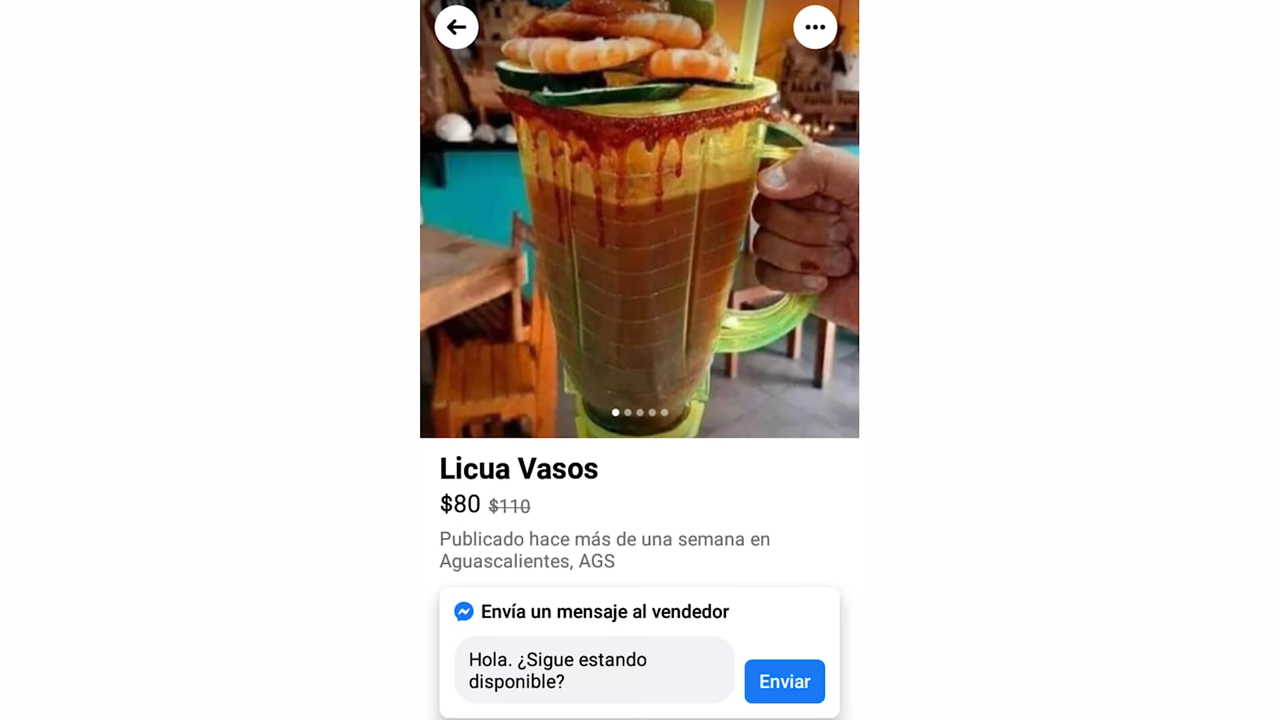 Licua Vasos
$80 $110
Publicado hace más de una semana en
Aguascalientes, AGS
Envía un mensaje al vendedor
Hola. ¿Sigue estando
disponible?
Enviar